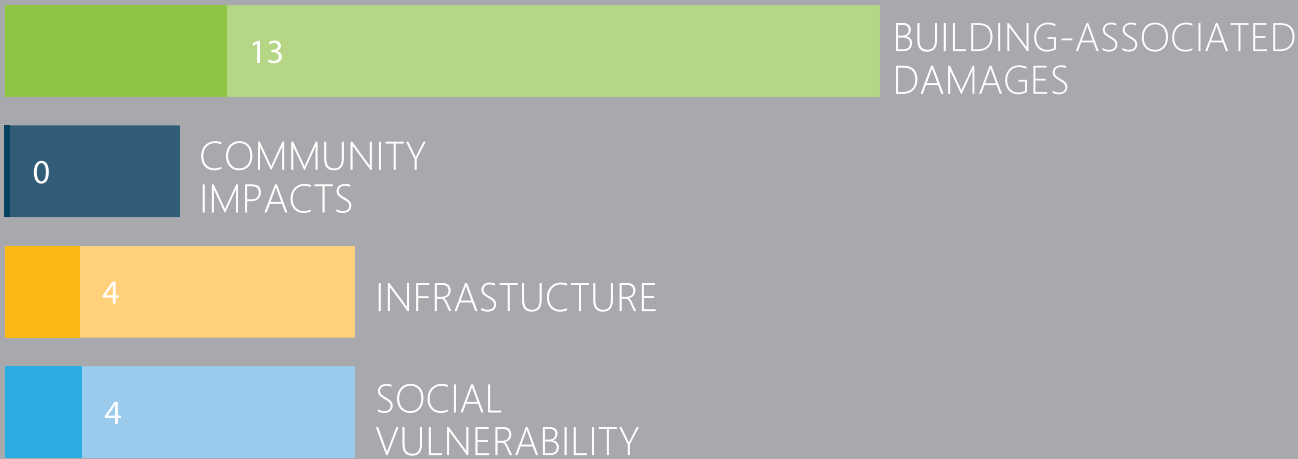 13
BUILDING-ASSOCIATED
DAMAGES
0
COMMUNITY
IMPACTS
4
INFRASTUCTURE
4
SOCIAL
VULNERABILITY